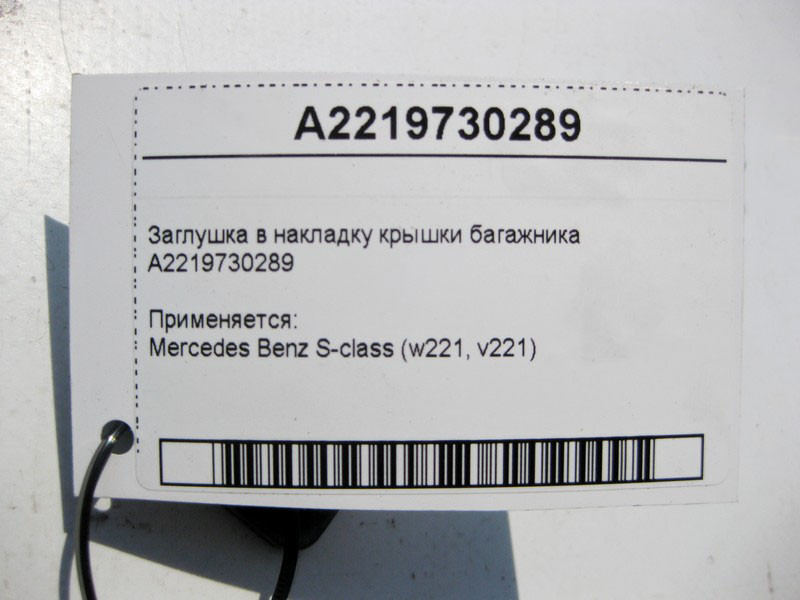 A2219730289
Заглушка в накладку крышки багажника
A2219730289
Применяется:
Mercedes Benz S-class (w221, v221)